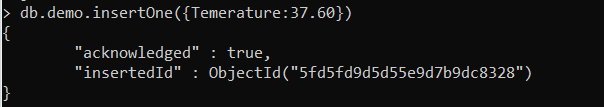 > db.demo.insertOne({Temerature:37.60})
{
        "acknowledged" : true,
        "insertedId" : ObjectId("5fd5fd9d5d55e9d7b9dc8328")
}